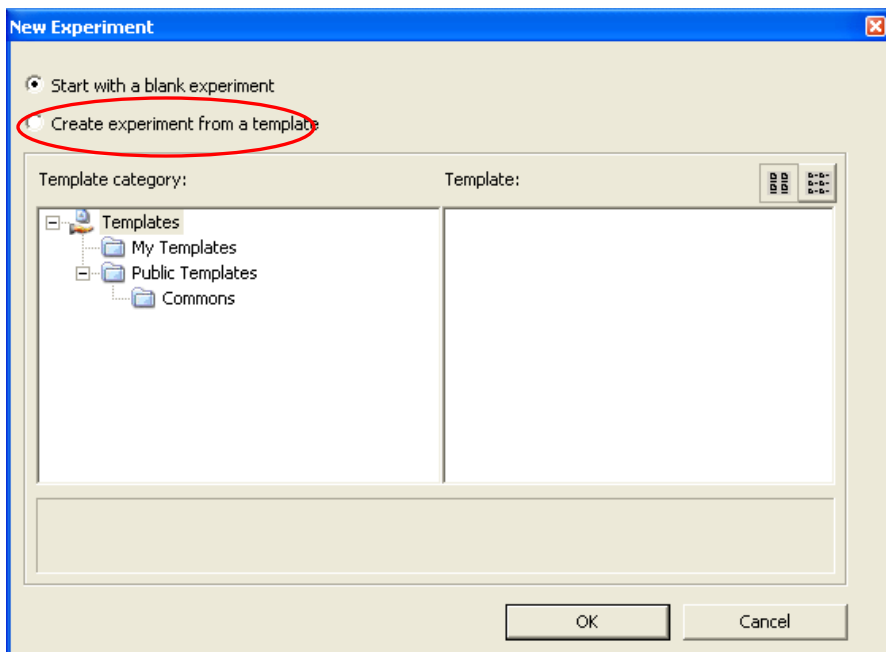 New Experiment
Start with a blank experiment
Create experiment from a template
Template category:
Template:
Templates
My Templates
Public Templates
Commons
OK
Cancel